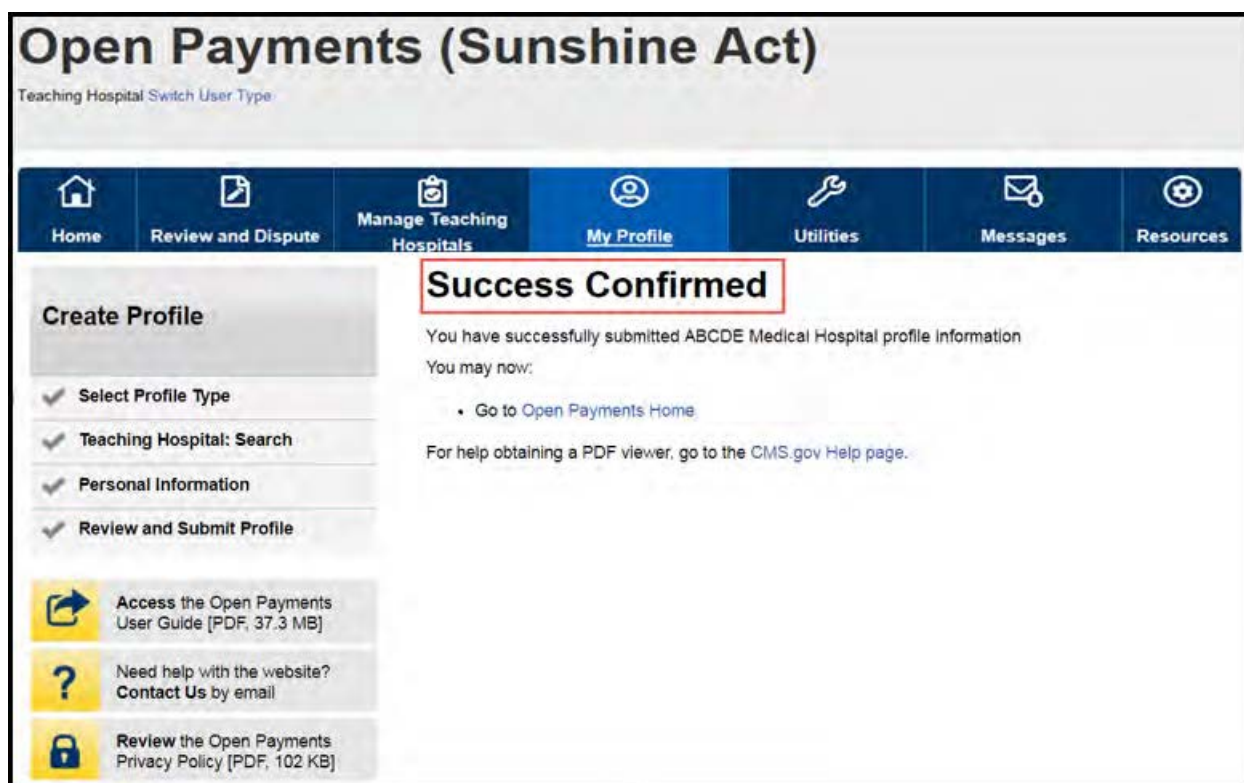 Open Payments (Sunshine Act)
Teaching Hospital Switch User Type
Home
Review and Dispute
Manage Teaching
Hospitals
My Profile
Utilities
Messages
Resources
Create Profile
Select Profile Type
Teaching Hospital: Search
Personal Information
Review and Submit Profile
Access the Open Payments
User Guide [PDF, 37.3 MB]
Need help with the website?
Contact Us by email
Review the Open Payments
Privacy Policy [PDF, 102 KB]
Success Confirmed
You have successfully submitted ABCDE Medical Hospital profile information
You may now:
• Go to Open Payments Home
For help obtaining a PDF viewer, go to the CMS.gov Help page.